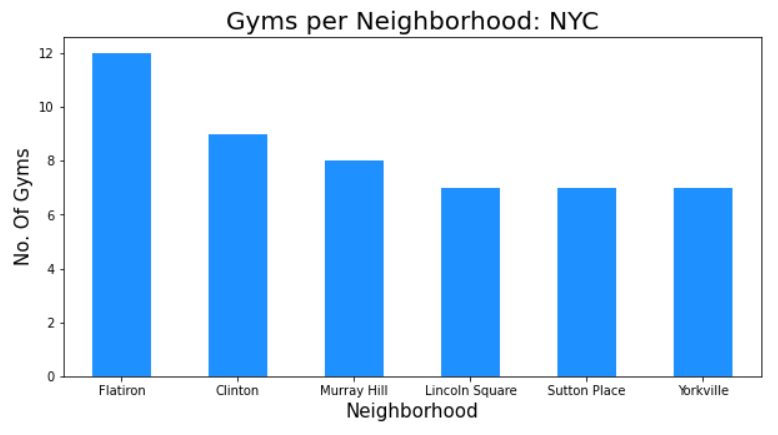 Gyms per Neighborhood: NYC
No. Of Gyms
12
10
8
6
4
2
0
Flatiron Clinton Murray Hill Lincoln Square Sutton Place Yorkville
Neighborhood